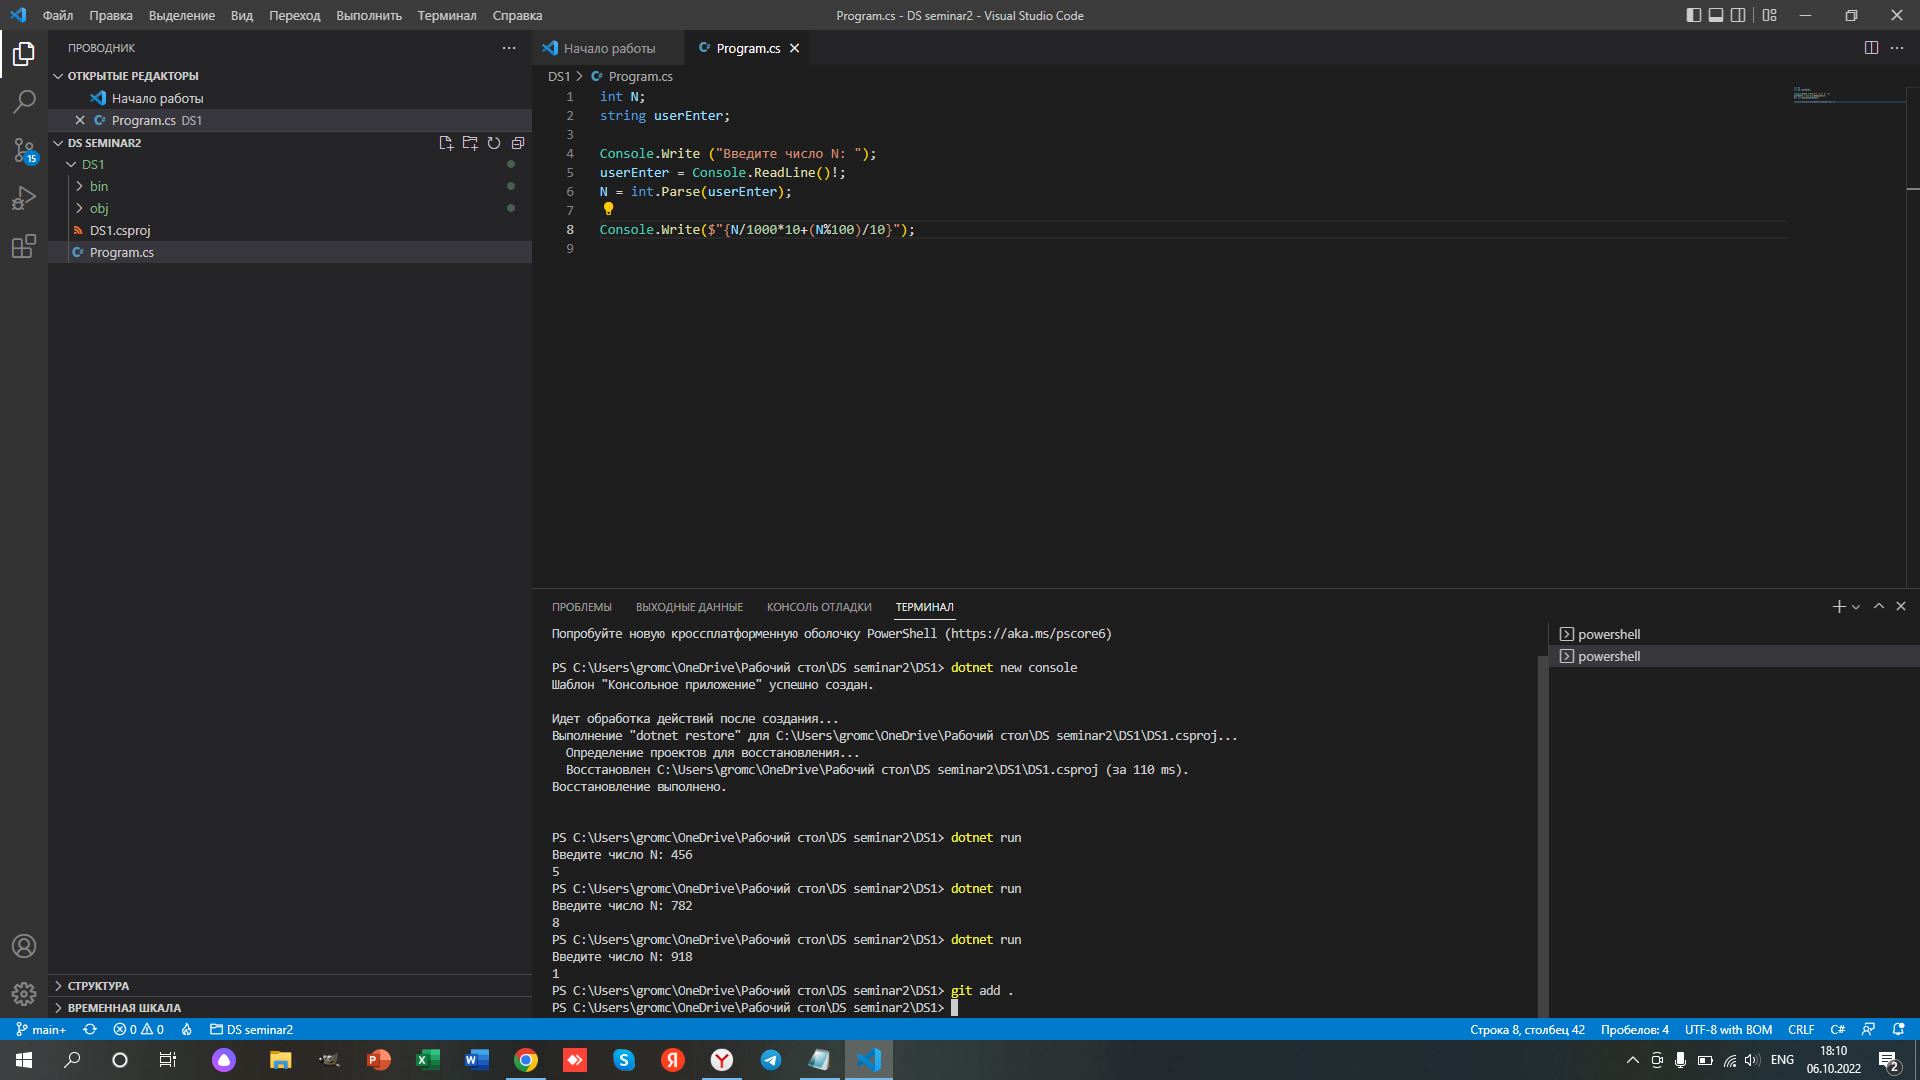 Файл Правка Выделение Вид Переход Выполнить Терминал Справка
Program.cs - DS seminar2 - Visual Studio Code
ПРОВОДНИК
ОТКРЫТЫЕ РЕДАКТОРЫ
Начало работы
Program.cs DS1
DS SEMINAR2
DS1
bin
obj
DS1.csproj
Program.cs
СТРУКТУРА
ВРЕМЕННАЯ ШКАЛА
15
Начало работы
Program.cs
DS1 > Program.cs
1 int N;
2 string userEnter;
3
4 Console.Write ("Введите число N: ");
5 userEnter = Console.ReadLine()!;
6 N = int.Parse(userEnter);
7
8 Console.Write($"{N/1000*10+(N%100)/10}");
9
ПРОБЛЕМЫ ВЫХОДНЫЕ ДАННЫЕ КОНСОЛЬ ОТЛАДКИ ТЕРМИНАЛ
Попробуйте новую кроссплатформенную оболочку PowerShell (https://aka.ms/pscore6)
PS C:\Users\gromc\OneDrive\Рабочий стол\DS seminar2\DS1> dotnet new console
Шаблон "Консольное приложение" успешно создан.
Идет обработка действий после создания...
Выполнение "dotnet restore" для C:\Users\gromc\OneDrive\Рабочий стол\DS seminar2\DS1\DS1.csproj...
Определение проектов для восстановления...
Восстановлен C:\Users\gromc\OneDrive\Рабочий стол\DS seminar2\DS1\DS1.csproj (за 110 ms).
Восстановление выполнено.
PS C:\Users\gromc\OneDrive\Рабочий стол\DS seminar2\DS1> dotnet run
Введите число N: 456
5
PS C:\Users\gromc\OneDrive\Рабочий стол\DS seminar2\DS1> dotnet run
Введите число N: 782
8
PS C:\Users\gromc\OneDrive\Рабочий стол\DS seminar2\DS1> dotnet run
Введите число N: 918
1
PS C:\Users\gromc\OneDrive\Рабочий стол\DS seminar2\DS1> git add .
PS C:\Users\gromc\OneDrive\Рабочий стол\DS seminar2\DS1>
powershell
powershell
main+ 0 0 DS seminar2
Строка 8, столбец 42 Пробелов: 4 UTF-8 with BOM CRLF C#
ENG
18:10
06.10.2022
2